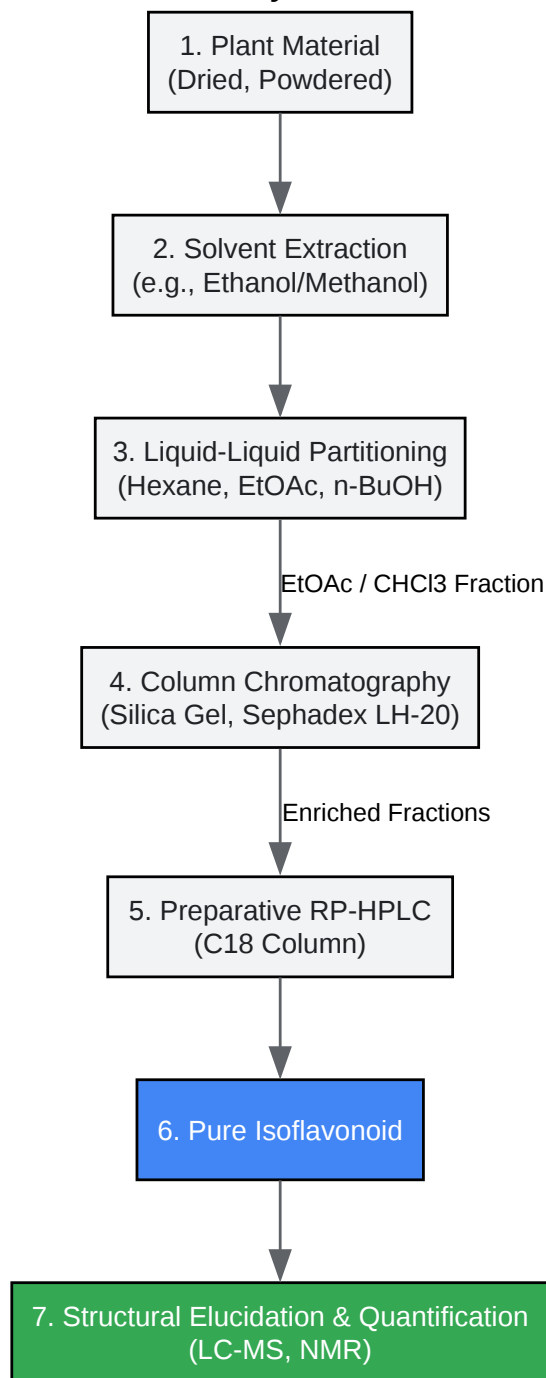 1. Plant Material
(Dried, Powdered)
2. Solvent Extraction
(e.g., Ethanol/Methanol)
3. Liquid-Liquid Partitioning
(Hexane, EtOAc, n-BuOH)
EtOAc / CHCl3 Fraction
4. Column Chromatography
(Silica Gel, Sephadex LH-20)
Enriched Fractions
5. Preparative RP-HPLC
(C18 Column)
6. Pure Isoflavonoid
7. Structural Elucidation & Quantification
(LC-MS, NMR)